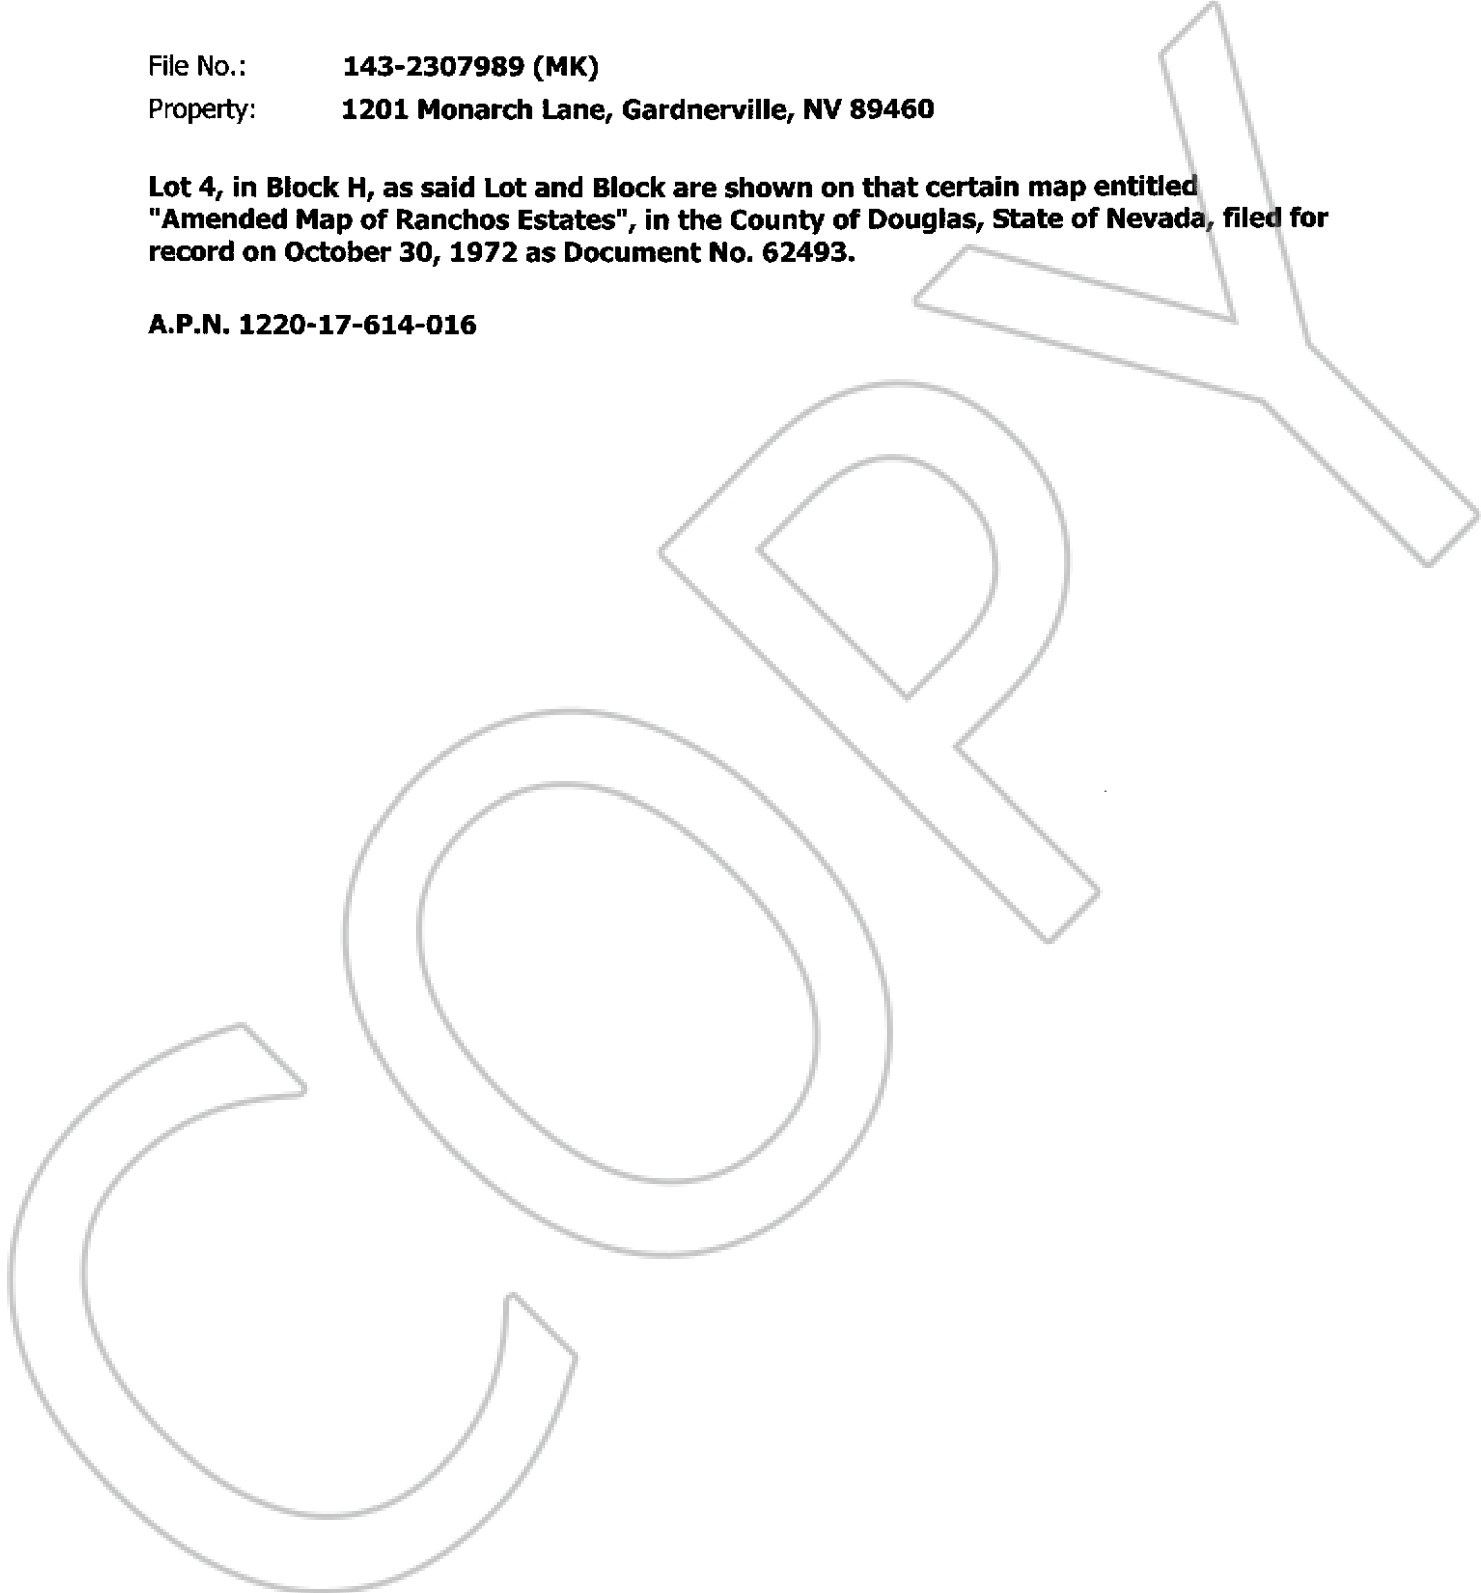 File No.: 143-2307989 (MK)
Property: 1201 Monarch Lane, Gardnerville, NV 89460
Lot 4, in Block H, as said Lot and Block are shown on that certain map entitled
"Amended Map of Ranchos Estates", in the County of Douglas, State of Nevada, filed for
record on October 30, 1972 as Document No. 62493.
A.P.N. 1220-17-614-016
COPY